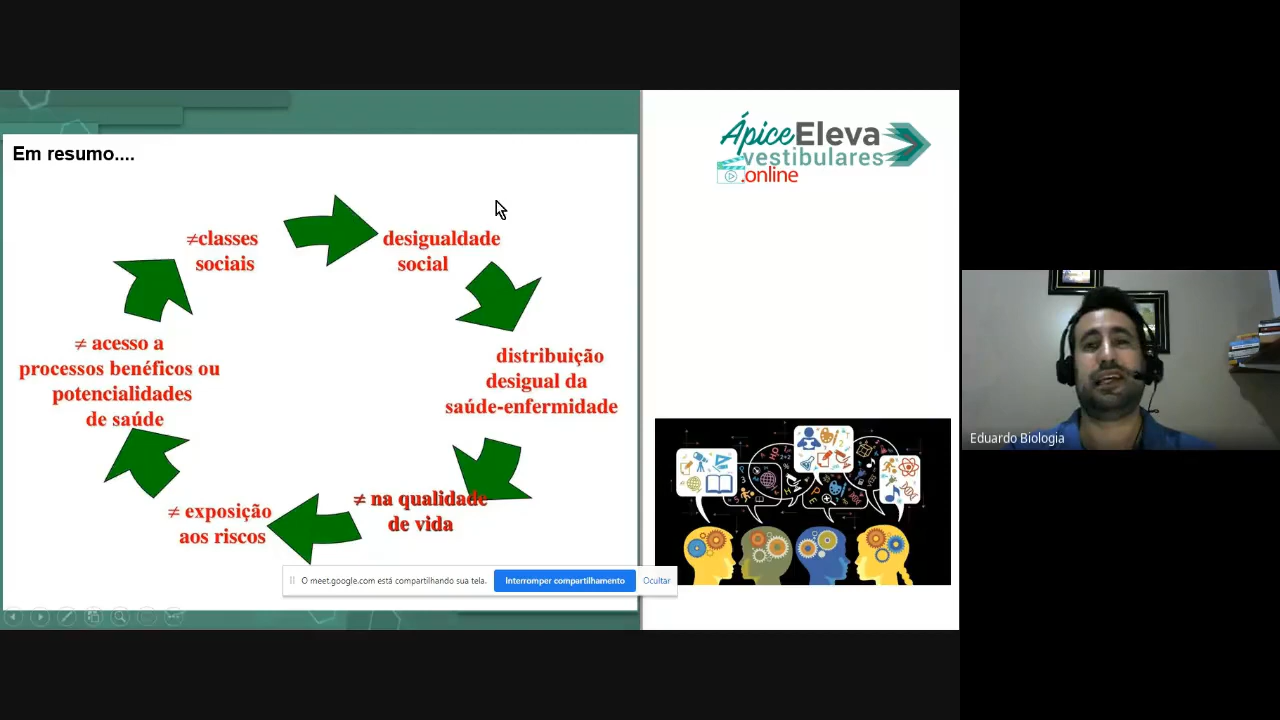 Em resumo....
≠classes
sociais
desigualdade
social
distribuição
desigual da
saúde-enfermidade
≠ na qualidade
de vida
≠ exposição
aos riscos
≠ acesso a
processos benéficos ou
potencialidades
de saúde
O meet.google.com está compartilhando sua tela.
Interromper compartilhamento
Ocultar
ÁpiceEleva
vestibulares
.online
Eduardo Biologia